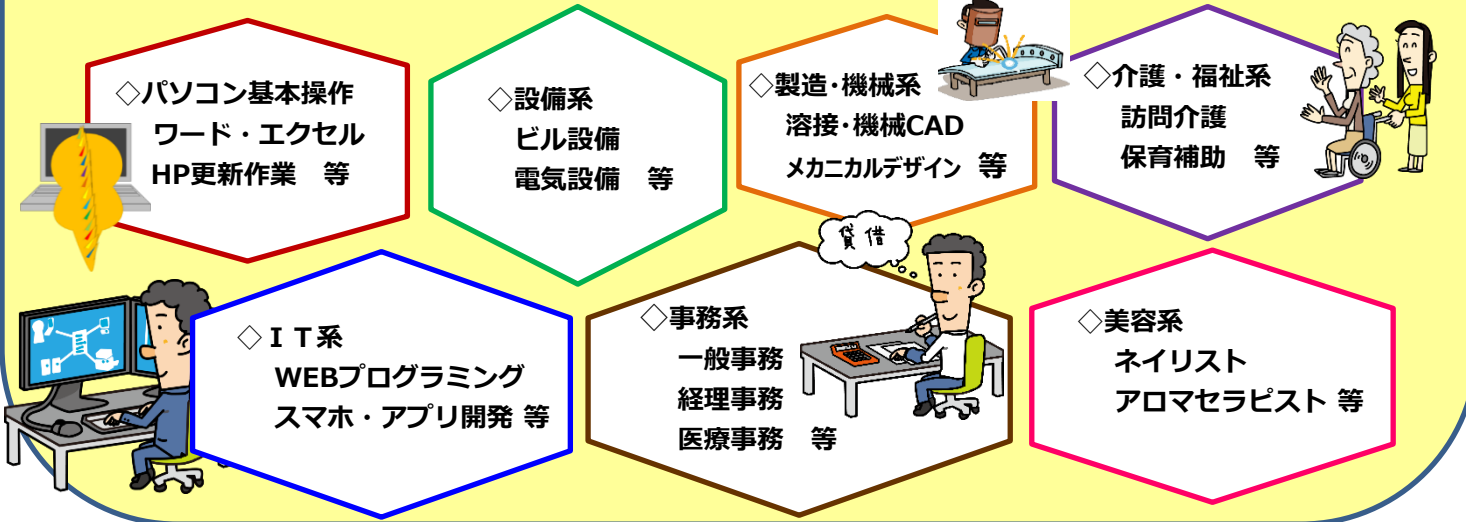 ◇パソコン基本操作
ワード・エクセル
HP更新作業　等
◇設備系
ビル設備
電気設備　等
◇製造・機械系
溶接・機械CAD
メカニカルデザイン 等
◇介護・福祉系
訪問介護
保育補助　等
◇ＩＴ系
WEBプログラミング
スマホ・アプリ開発 等
貸借
◇事務系
一般事務
経理事務
医療事務　等
◇美容系
ネイリスト
アロマセラピスト 等